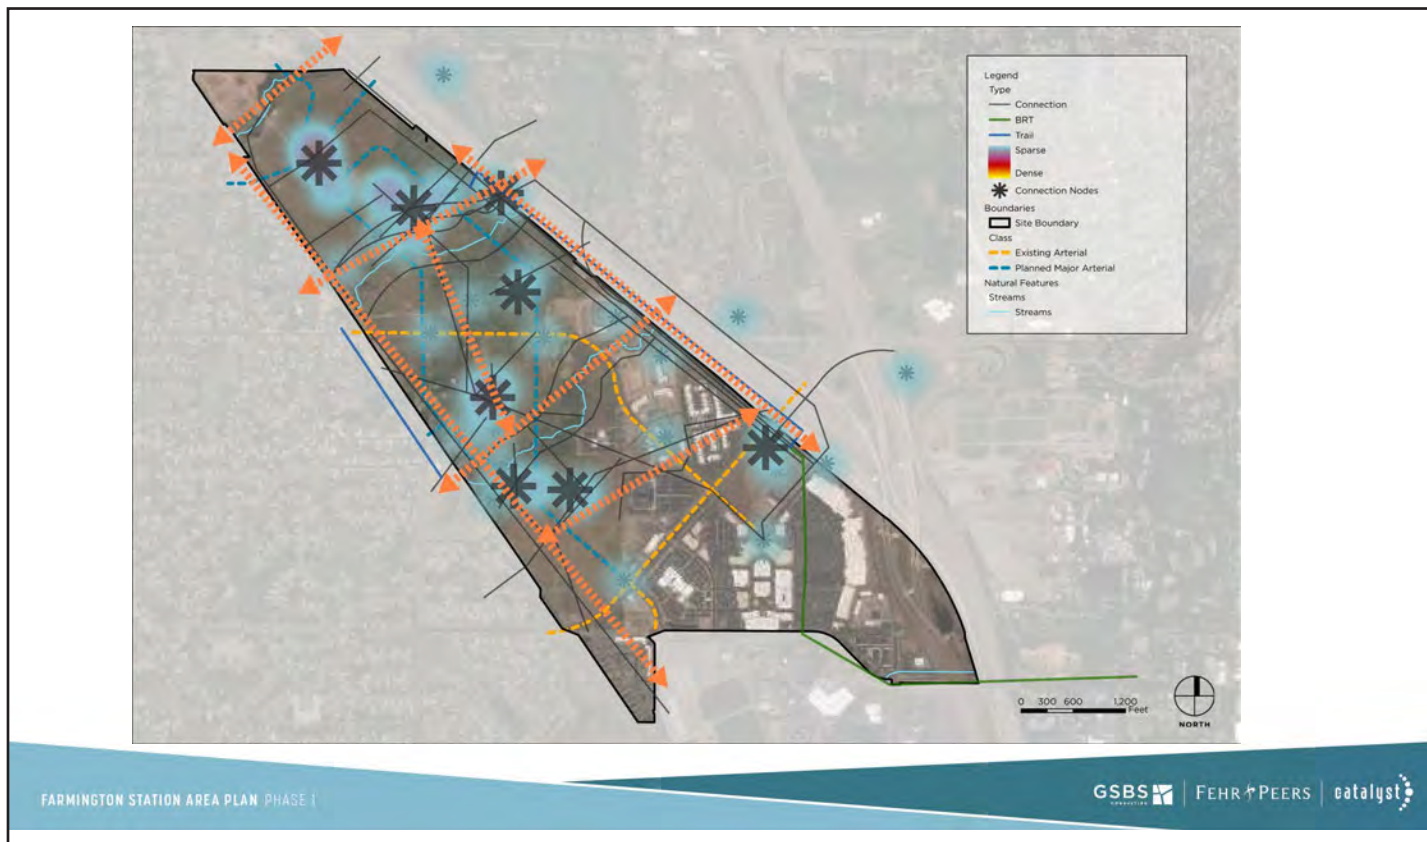 Legend
Type
Connection
BRT
Trail
Sparse
Dense
Connection Nodes
Boundaries
Site Boundary
Class
Existing Arterial
Planned Major Arterial
Natural Features
Streams
Streams
0 300 600 1,200
Feet
NORTH
FARMINGTON STATION AREA PLAN PHASE 1
GSBS
CONSULTING
FEHR PEERS
catalyst